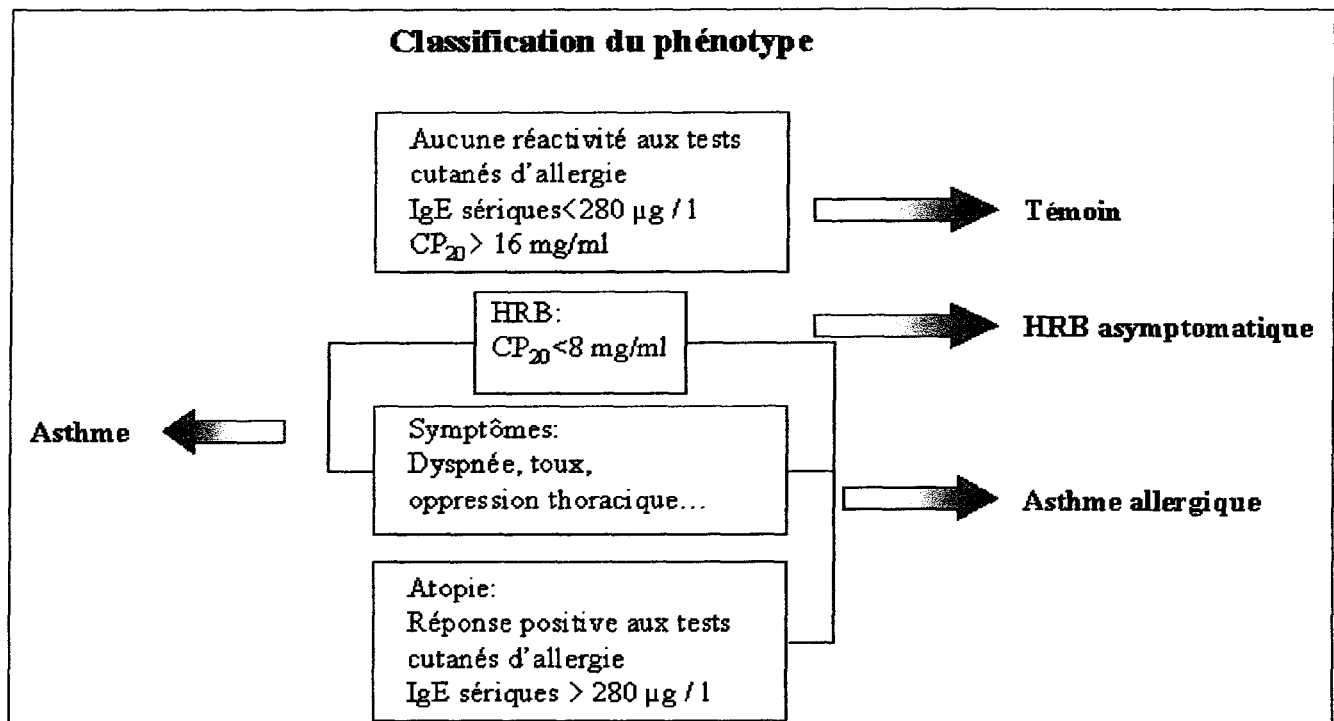 Classification du phénotype
Aucune réactivité aux tests
cutanés d'allergie
IgE sériques<280 µg / l
CP20> 16 mg/ml
Témoin
HRB:
CP20<8 mg/ml
HRB asymptomatique
Asthme
Symptômes:
Dyspnée, toux,
oppression thoracique...
Asthme allergique
Atopie:
Réponse positive aux tests
cutanés d'allergie
IgE sériques > 280 µg / l